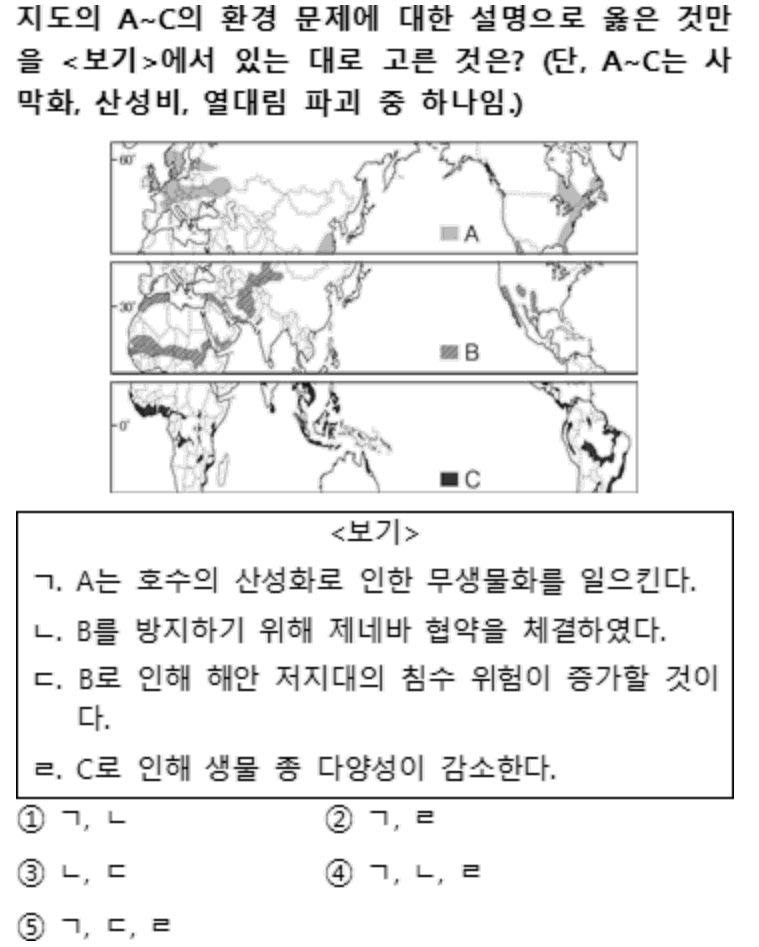 지도의 A~C의 환경 문제에 대한 설명으로 옳은 것만
을 <보기>에서 있는 대로 고른 것은? (단, A~C는 사
막화, 산성비, 열대림 파괴 중 하나임.)
60°
A
30°
B
0°
C
<보기>
ㄱ. A는 호수의 산성화로 인한 무생물화를 일으킨다.
ㄴ. B를 방지하기 위해 제네바 협약을 체결하였다.
ㄷ. B로 인해 해안 저지대의 침수 위험이 증가할 것이
다.
ㄹ. C로 인해 생물 종 다양성이 감소한다.
① ㄱ, ㄴ ② ㄱ, ㄹ
③ ㄴ, ㄷ ④ ㄱ, ㄴ, ㄹ
⑤ ㄱ, ㄷ, ㄹ